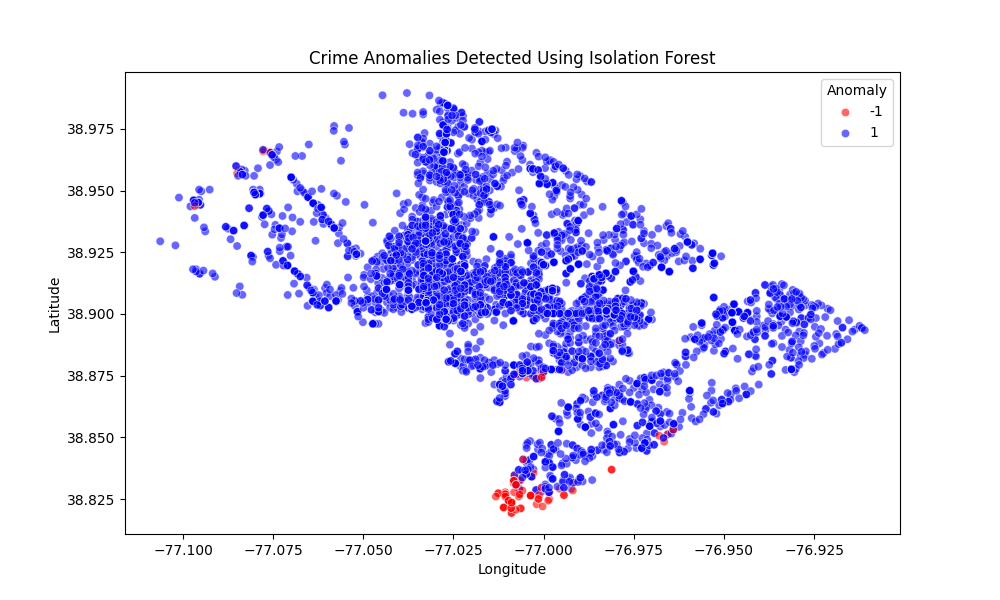 Crime Anomalies Detected Using Isolation Forest
Anomaly
-1
1
38.975
38.950
38.925
38.900
38.875
38.850
38.825
Latitude
−77.100 −77.075 −77.050 −77.025 −77.000 −76.975 −76.950 −76.925
Longitude